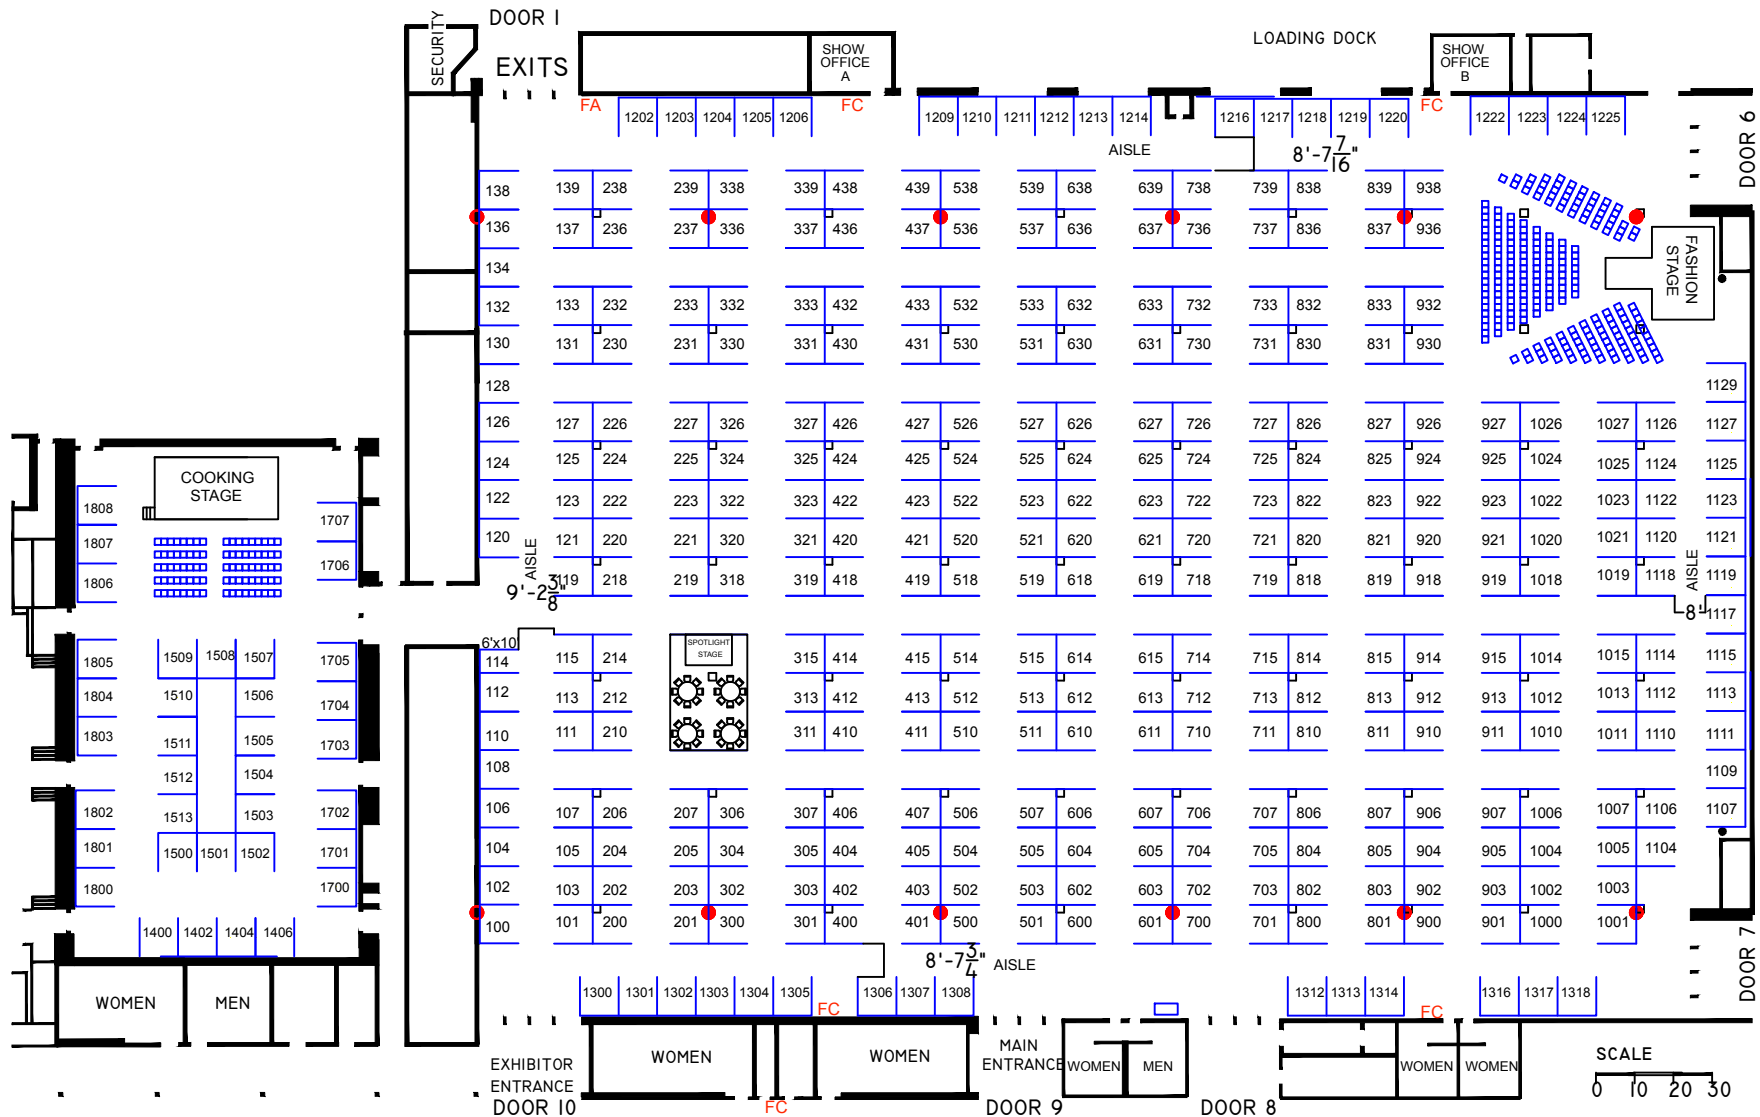 DOOR 1
SECURITY
EXITS
SHOW
OFFICE
A
LOADING DOCK
SHOW
OFFICE
B
FA
FC
FC
DOOR 6
1202 1203 1204 1205 1206
1209 1210 1211 1212 1213 1214
1216 1217 1218 1219 1220
1222 1223 1224 1225
AISLE
8'-7 7/16"
138 139 238 239 338 339 438 439 538 539 638 639 738 739 838 839 938
136 137 236 237 336 337 436 437 536 537 636 637 736 737 836 837 936
FASHION
STAGE
134
132 133 232 233 332 333 432 433 532 533 632 633 732 733 832 833 932
130 131 230 231 330 331 430 431 530 531 630 631 730 731 830 831 930
128 1129
126 127 226 227 326 327 426 427 526 527 626 627 726 727 826 827 926 927 1026 1027 1126 1127
124 125 224 225 324 325 424 425 524 525 624 625 724 725 824 825 924 925 1024 1025 1124 1125
122 123 222 223 322 323 422 423 522 523 622 623 722 723 822 823 922 923 1022 1023 1122 1123
120 121 220 221 320 321 420 421 520 521 620 621 720 721 820 821 920 921 1020 1021 1120 1121
AISLE
119 218 219 318 319 418 419 518 519 618 619 718 719 818 819 918 919 1018 1019 1118 1119
AISLE
9'-2 3/8"
8'
1117
6'x10'
SPOTLIGHT
STAGE
114 115 214 315 414 415 514 515 614 615 714 715 814 815 914 915 1014 1015 1114 1115
112 113 212 313 412 413 512 513 612 613 712 713 812 813 912 913 1012 1013 1112 1113
110 111 210 311 410 411 510 511 610 611 710 711 810 811 910 911 1010 1011 1110 1111
108 1109
106 107 206 207 306 307 406 407 506 507 606 607 706 707 806 807 906 907 1006 1007 1106 1107
104 105 204 205 304 305 404 405 504 505 604 605 704 705 804 805 904 905 1004 1005 1104
102 103 202 203 302 303 402 403 502 503 602 603 702 703 802 803 902 903 1002 1003
100 101 200 201 300 301 400 401 500 501 600 601 700 701 800 801 900 901 1000 1001
8'-7 3/4"
AISLE
DOOR 7
1300 1301 1302 1303 1304 1305
FC
1306 1307 1308
1312 1313 1314
FC
1316 1317 1318
COOKING
STAGE
1808 1707
1807
1806 1706
1805 1509 1508 1507 1705
1804 1510 1506 1704
1803 1511 1505 1703
1512 1504
1802 1513 1503 1702
1801 1500 1501 1502 1701
1800 1700
1400 1402 1404 1406
WOMEN
MEN
EXHIBITOR
ENTRANCE
DOOR 10
WOMEN
FC
WOMEN
MAIN
ENTRANCE
DOOR 9
WOMEN
MEN
DOOR 8
WOMEN
WOMEN
SCALE
0 10 20 30